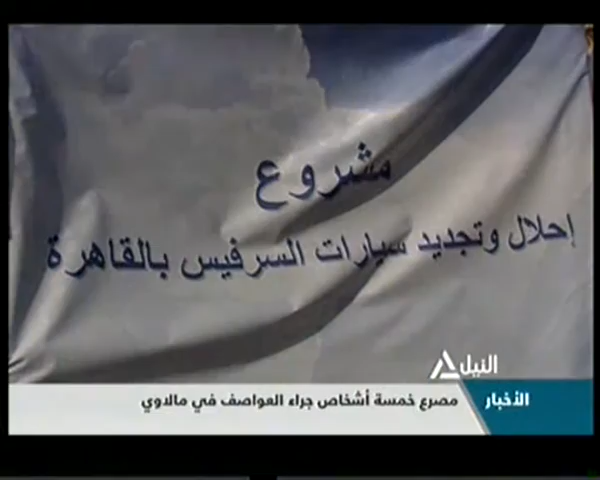 مشروع
إحلال وتجديد سيارات السرفيس بالقاهرة
النيل
الأخبار
مصرع خمسة أشخاص جراء العواصف في مالاوي